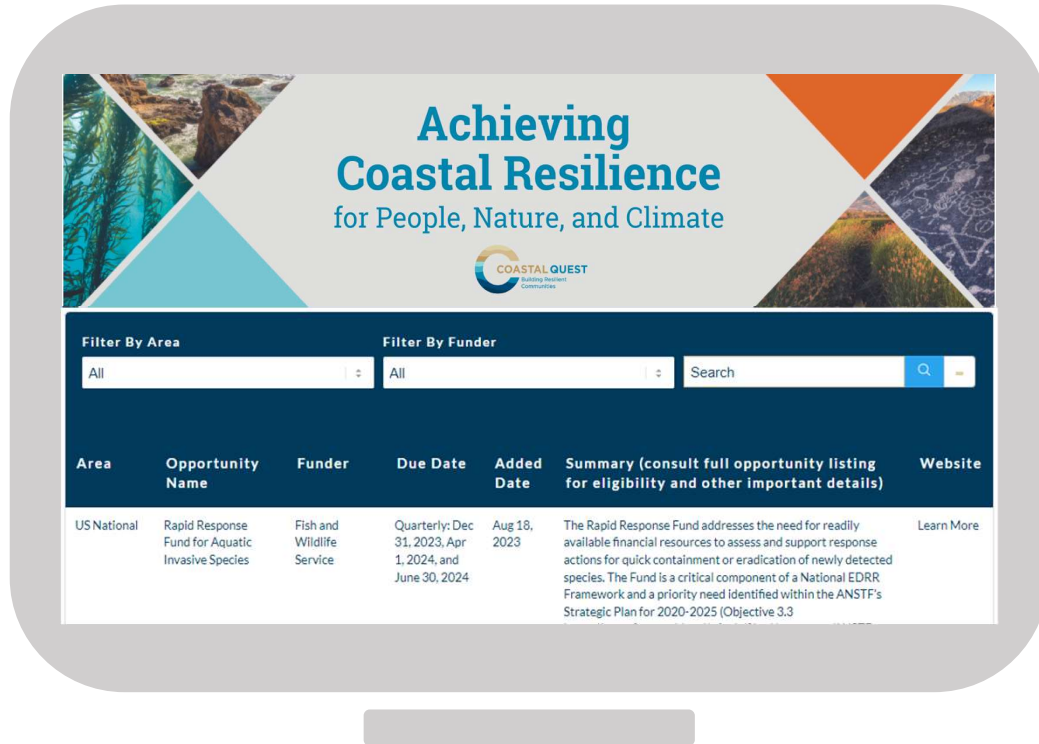 Achieving
Coastal Resilience
for People, Nature, and Climate
COASTAL QUEST
Building Resilient
Communities
Filter By Area
Filter By Funder
All
All
Search
Area
Opportunity
Name
Funder
Due Date
Added
Date
Summary (consult full opportunity listing
for eligibility and other important details)
Website
US National
Rapid Response
Fund for Aquatic
Invasive Species
Fish and
Wildlife
Service
Quarterly: Dec
31, 2023, Apr
1, 2024, and
June 30, 2024
Aug 18,
2023
The Rapid Response Fund addresses the need for readily
available financial resources to assess and support response
actions for quick containment or eradication of newly detected
species. The Fund is a critical component of a National EDRR
Framework and a priority need identified within the ANSTF's
Strategic Plan for 2020-2025 (Objective 3.3
Learn More